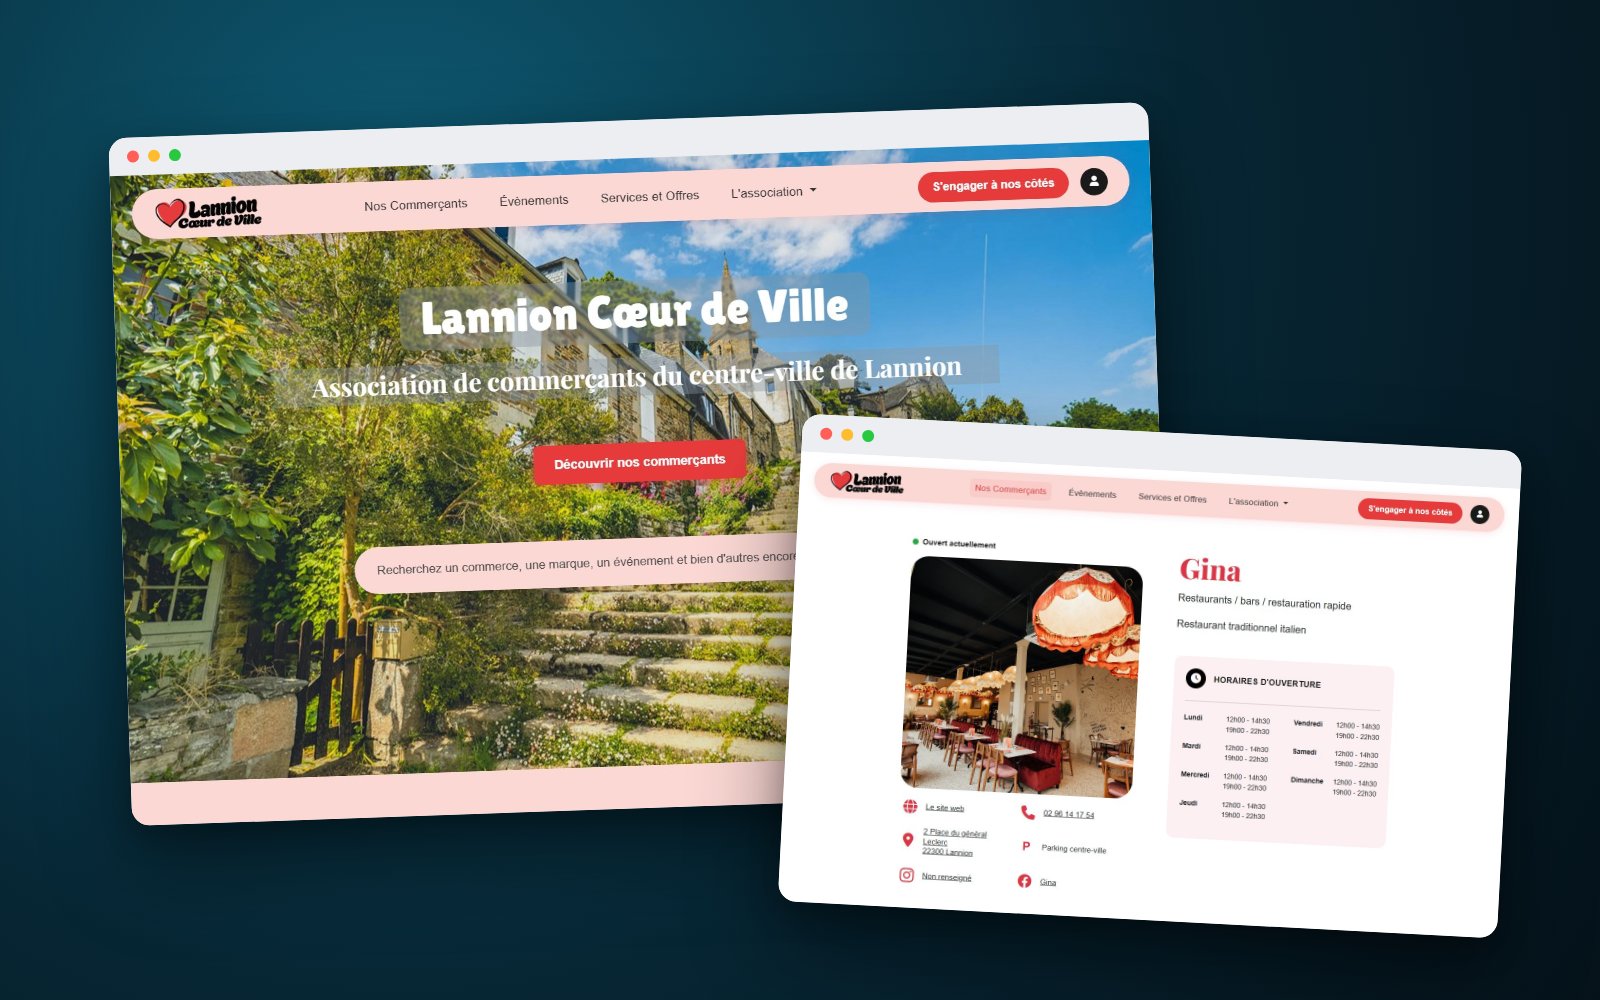 Lannion
Cœur de Ville
Nos Commerçants
Évènements
Services et Offres
L'association
S'engager à nos côtés
Lannion Cœur de Ville
Association de commerçants du centre-ville de Lannion
Découvrir nos commerçants
Recherchez un commerce, une marque, un événement et bien d'autres encore
Lannion
Cœur de Ville
Nos Commerçants
Évènements
Services et Offres
L'association
S'engager à nos côtés
Ouvert actuellement
Gina
Restaurants / bars / restauration rapide
Restaurant traditionnel italien
HORAIRES D'OUVERTURE
Lundi
12h00 - 14h30
19h00 - 22h30
Mardi
12h00 - 14h30
19h00 - 22h30
Mercredi
12h00 - 14h30
19h00 - 22h30
Jeudi
12h00 - 14h30
19h00 - 22h30
Vendredi
12h00 - 14h30
19h00 - 22h30
Samedi
12h00 - 14h30
19h00 - 22h30
Dimanche
12h00 - 14h30
19h00 - 22h30
Le site web
02 96 14 17 54
2 Place du général
Leclerc
22300 Lannion
P
Parking centre-ville
Non renseigné
Gina